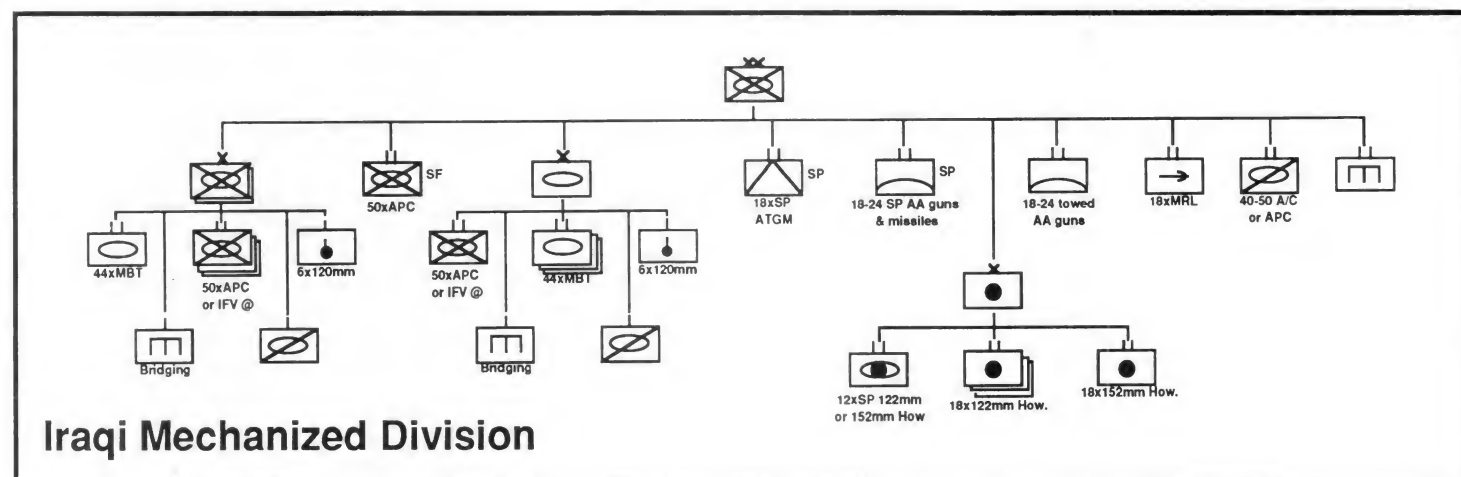 SF
50xAPC
SP
18xSP
ATGM
SP
18-24 SP AA guns
& missiles
18-24 towed
AA guns
18xMRL
40-50 A/C
or APC
44xMBT
50xAPC
or IFV @
6x120mm
50xAPC
or IFV @
44xMBT
6x120mm
Bridging
Bridging
12xSP 122mm
or 152mm How
18x122mm How.
18x152mm How.
Iraqi Mechanized Division